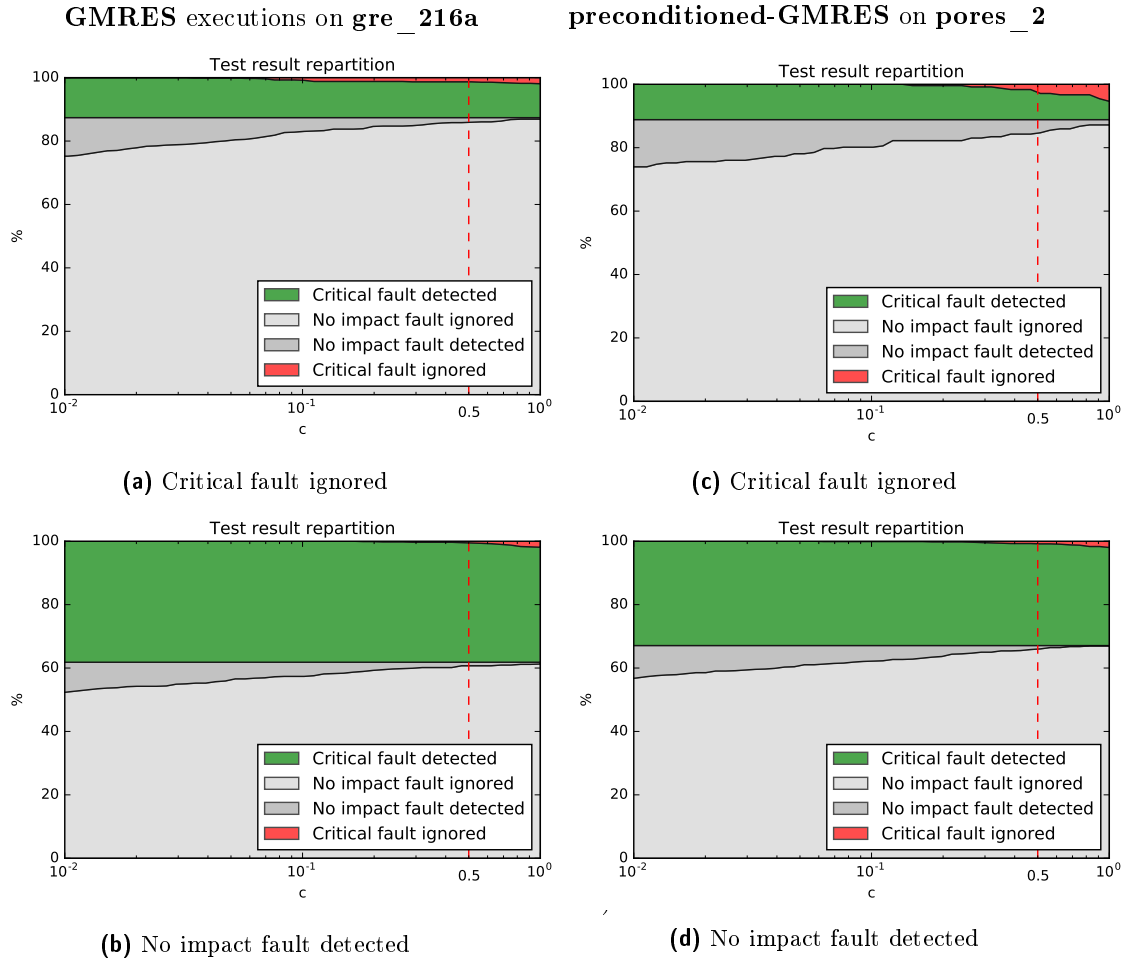 GMRES executions on gre_216a
preconditioned-GMRES on pores_2
Test result repartition
100
80
60
40
20
0
%
Critical fault detected
No impact fault ignored
No impact fault detected
Critical fault ignored
10^-2
10^-1
0.5
10^0
c
(a) Critical fault ignored
Test result repartition
100
80
60
40
20
0
%
Critical fault detected
No impact fault ignored
No impact fault detected
Critical fault ignored
10^-2
10^-1
0.5
10^0
c
(c) Critical fault ignored
Test result repartition
100
80
60
40
20
0
%
Critical fault detected
No impact fault ignored
No impact fault detected
Critical fault ignored
10^-2
10^-1
0.5
10^0
c
(b) No impact fault detected
Test result repartition
100
80
60
40
20
0
%
Critical fault detected
No impact fault ignored
No impact fault detected
Critical fault ignored
10^-2
10^-1
0.5
10^0
c
,
(d) No impact fault detected